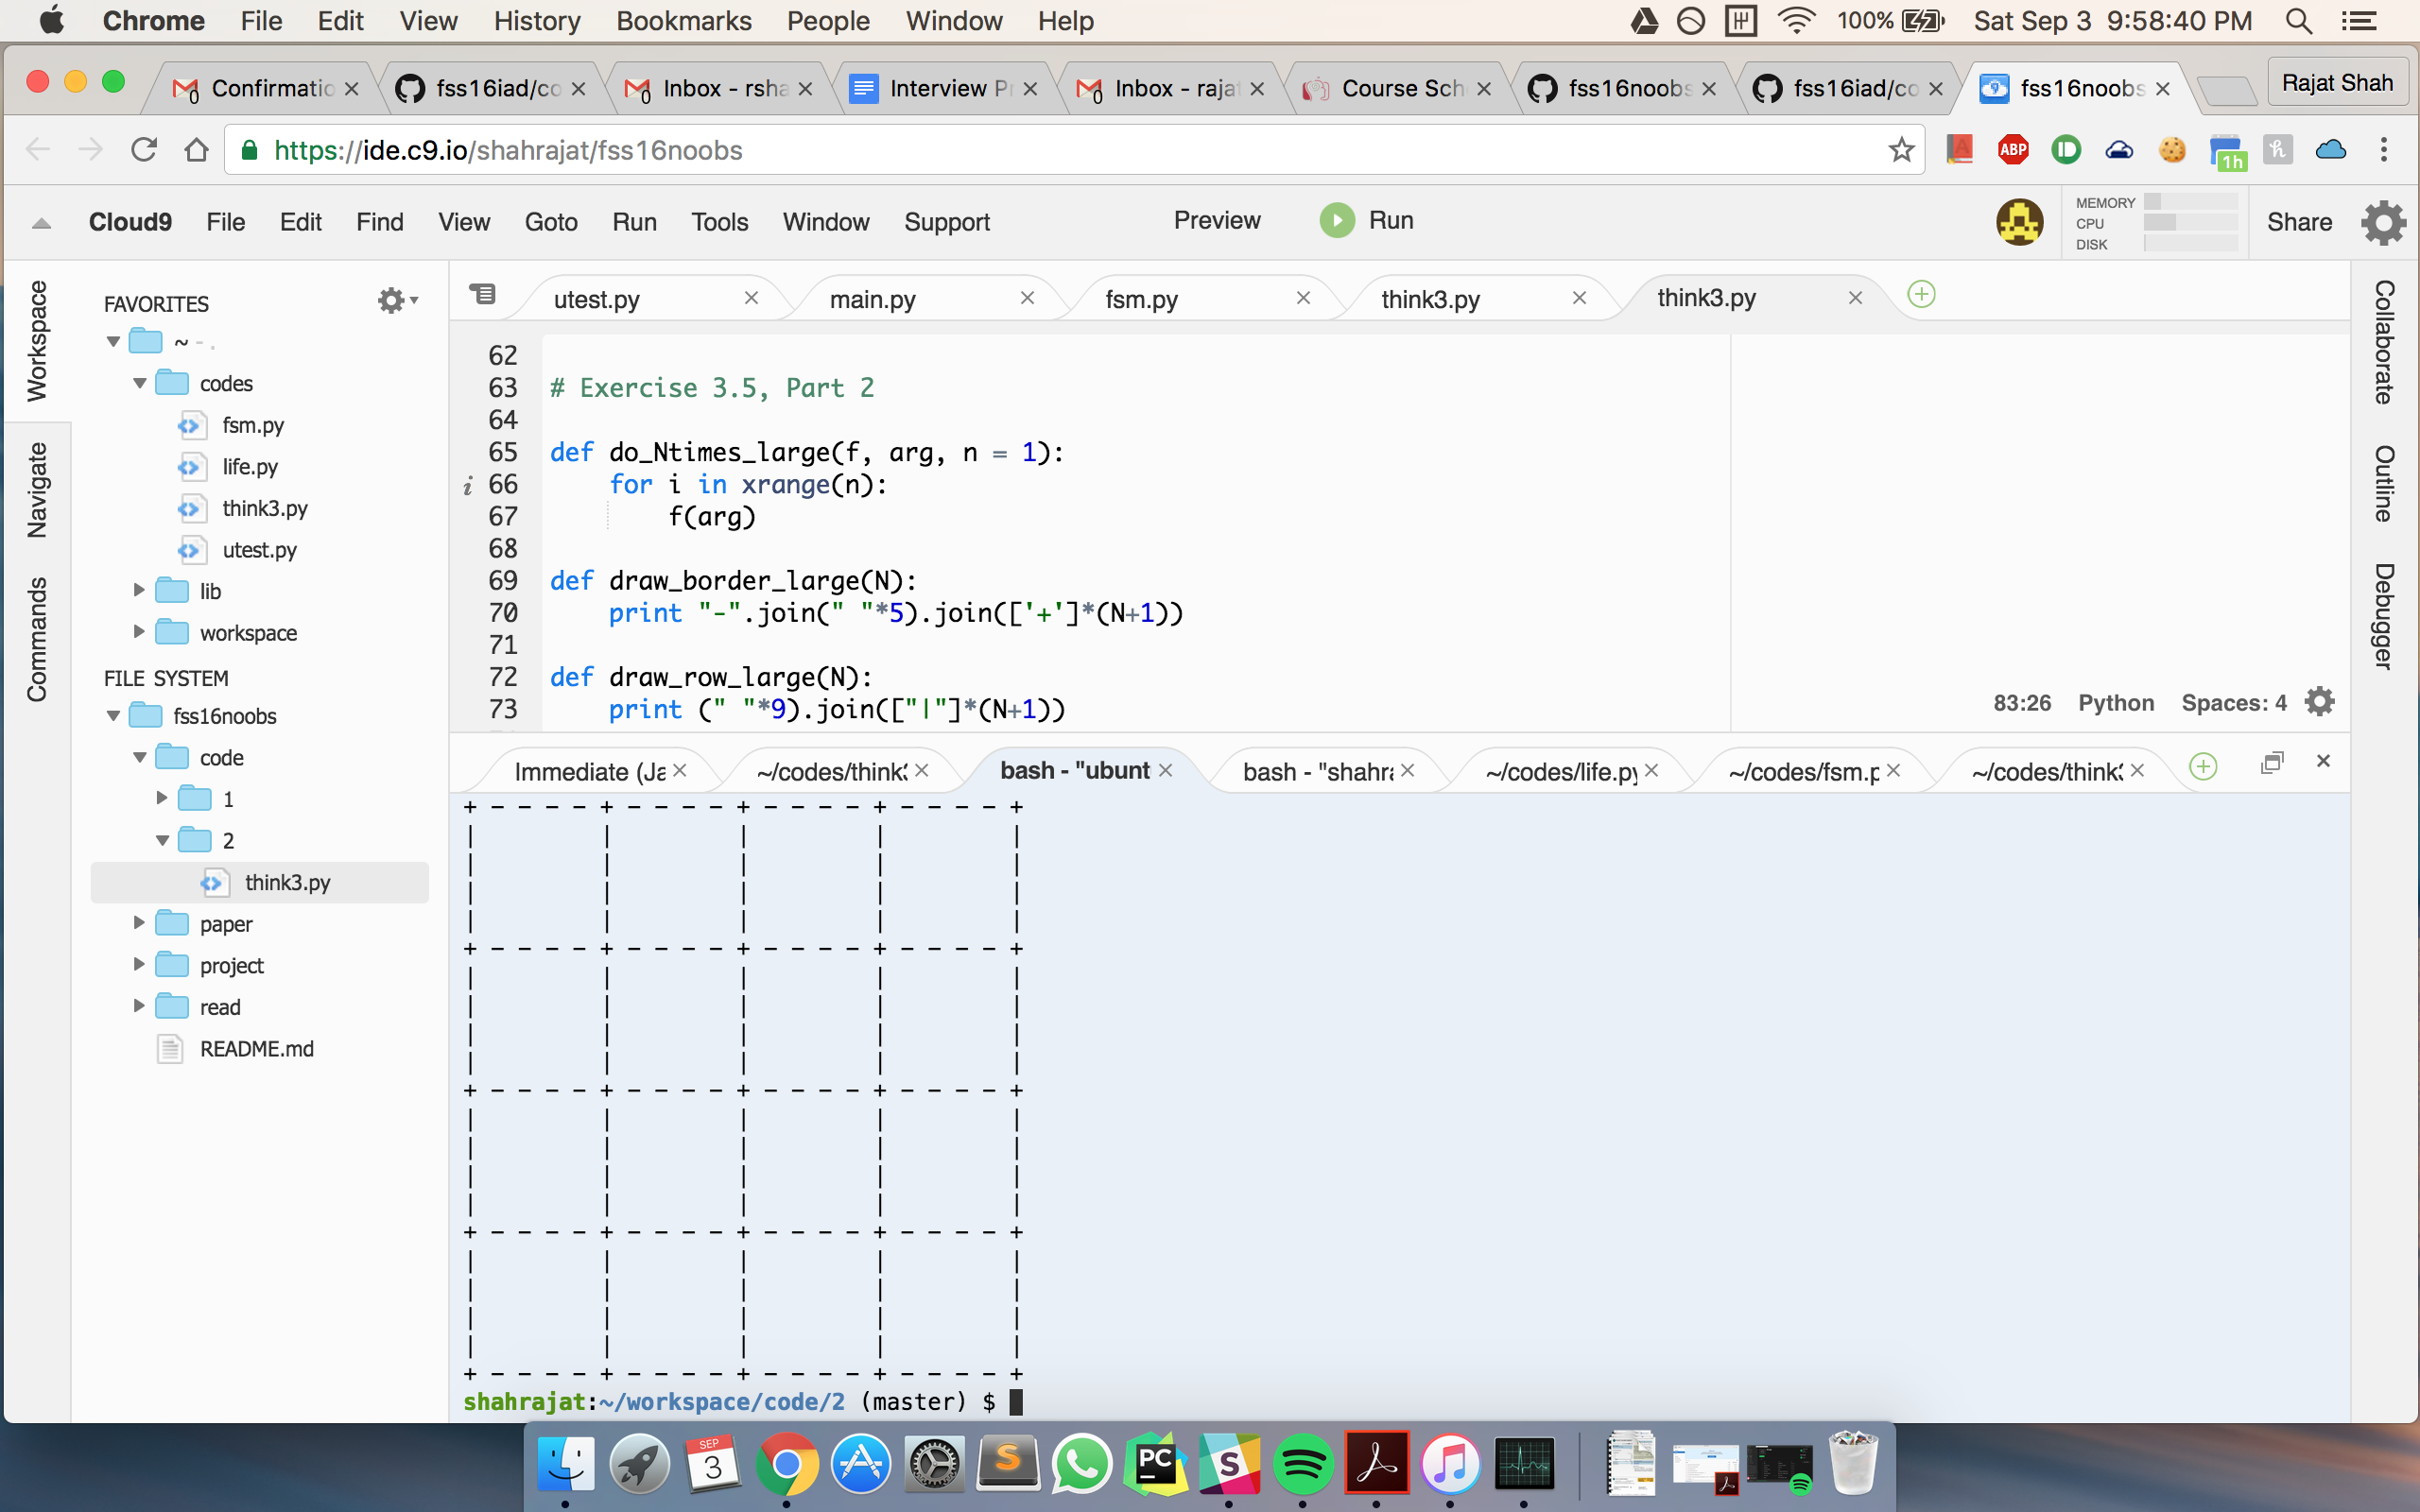 Chrome File Edit View History Bookmarks People Window Help 100% Sat Sep 3 9:58:40 PM
Confirmatio fss16iad/co Inbox - rsha Interview Pr Inbox - raja Course Sch fss16noobs fss16iad/co fss16noobs Rajat Shah
https://ide.c9.io/shahrajat/fss16noobs ABP 1h
Cloud9 File Edit Find View Goto Run Tools Window Support Preview Run MEMORY CPU DISK Share
Workspace
Navigate
Commands
FAVORITES
~ - .
codes
fsm.py
life.py
think3.py
utest.py
lib
workspace
FILE SYSTEM
fss16noobs
code
1
2
think3.py
paper
project
read
README.md
utest.py main.py fsm.py think3.py think3.py
62
63 # Exercise 3.5, Part 2
64
65 def do_Ntimes_large(f, arg, n = 1):
i 66 for i in xrange(n):
67 f(arg)
68
69 def draw_border_large(N):
70 print "-".join(" "*5).join(['+']*(N+1))
71
72 def draw_row_large(N):
73 print (" "*9).join(["|"]*(N+1))
83:26 Python Spaces: 4
Collaborate
Outline
Debugger
Immediate (Ja ~/codes/think3 bash - "ubunt bash - "shahra ~/codes/life.py ~/codes/fsm.p ~/codes/think3
+ - - - - + - - - - + - - - - + - - - - +
| | | | |
| | | | |
| | | | |
| | | | |
+ - - - - + - - - - + - - - - + - - - - +
| | | | |
| | | | |
| | | | |
| | | | |
+ - - - - + - - - - + - - - - + - - - - +
| | | | |
| | | | |
| | | | |
| | | | |
+ - - - - + - - - - + - - - - + - - - - +
| | | | |
| | | | |
| | | | |
| | | | |
+ - - - - + - - - - + - - - - + - - - - +
shahrajat:~/workspace/code/2 (master) $
SEP 3
PC